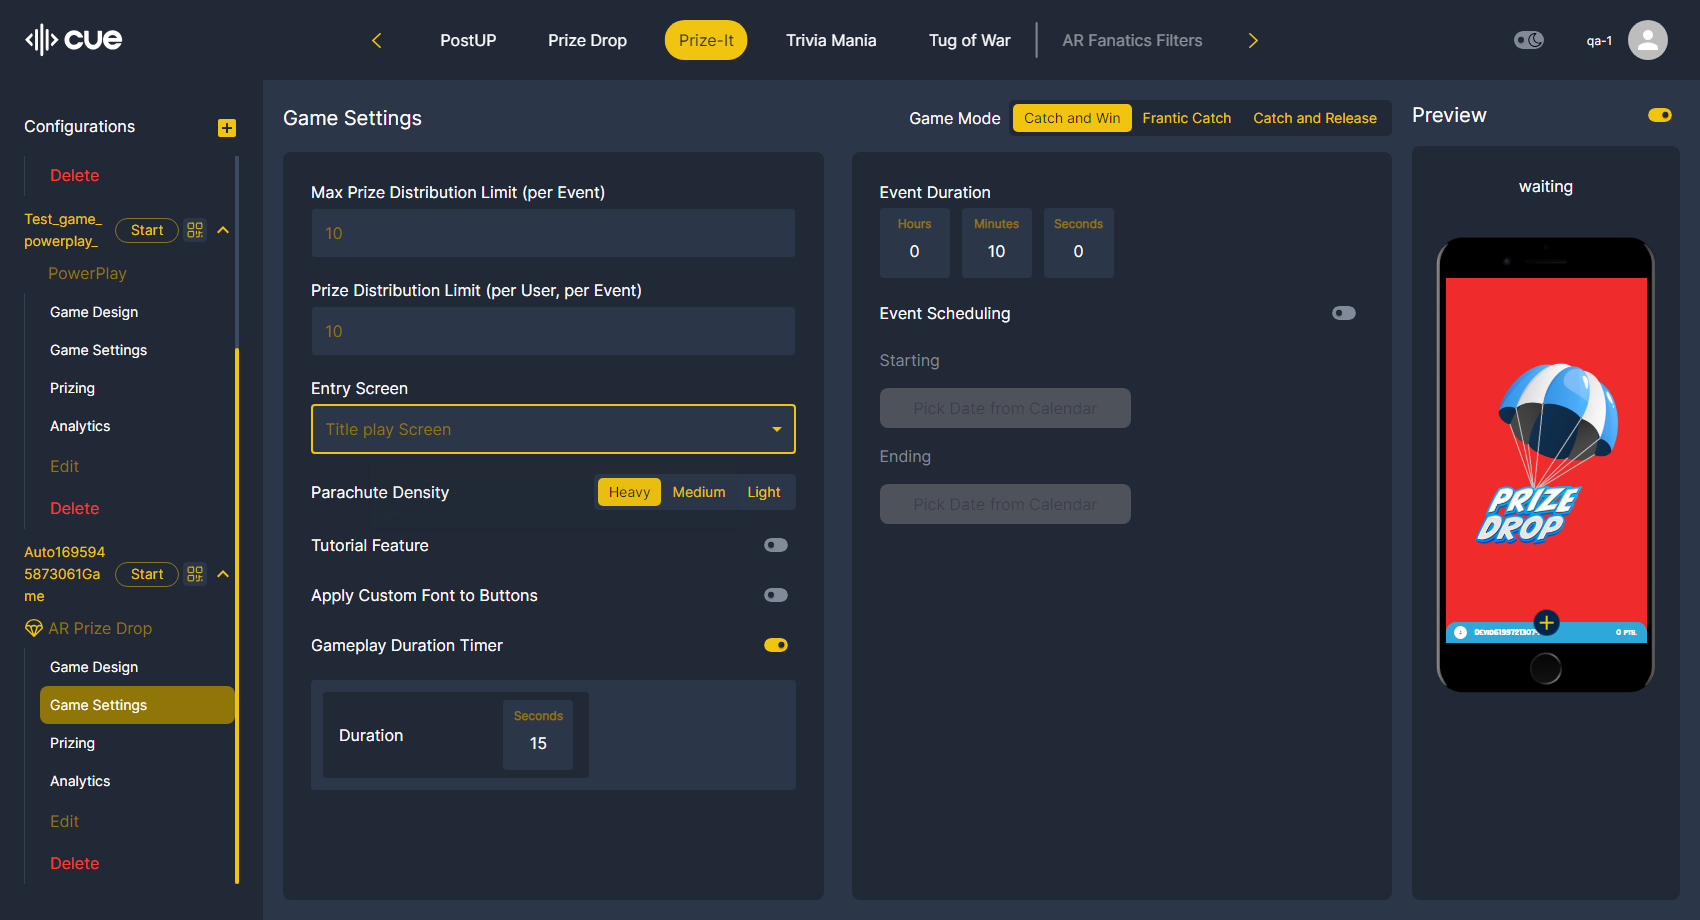 cue
PostUP
Prize Drop
Prize-It
Trivia Mania
Tug of War
AR Fanatics Filters
qa-1
Configurations
Delete
Test_game_
powerplay_
Start
PowerPlay
Game Design
Game Settings
Prizing
Analytics
Edit
Delete
Auto169594
5873061Ga
me
Start
AR Prize Drop
Game Design
Game Settings
Prizing
Analytics
Edit
Delete
Game Settings
Game Mode
Catch and Win
Frantic Catch
Catch and Release
Max Prize Distribution Limit (per Event)
10
Prize Distribution Limit (per User, per Event)
10
Entry Screen
Title play Screen
Parachute Density
Heavy
Medium
Light
Tutorial Feature
Apply Custom Font to Buttons
Gameplay Duration Timer
Duration
Seconds
15
Event Duration
Hours
0
Minutes
10
Seconds
0
Event Scheduling
Starting
Pick Date from Calendar
Ending
Pick Date from Calendar
Preview
waiting
PRIZE
DROP
0 PTS.